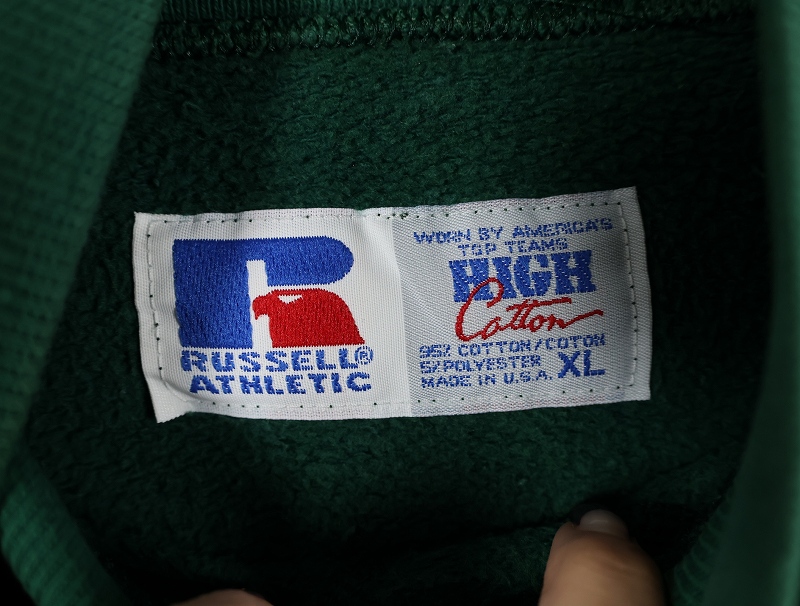 RUSSELL®
ATHLETIC
WORN BY AMERICA'S
TOP TEAMS
HIGH
Cotton
95% COTTON/COTON
5% POLYESTER
XL
MADE IN U.S.A.